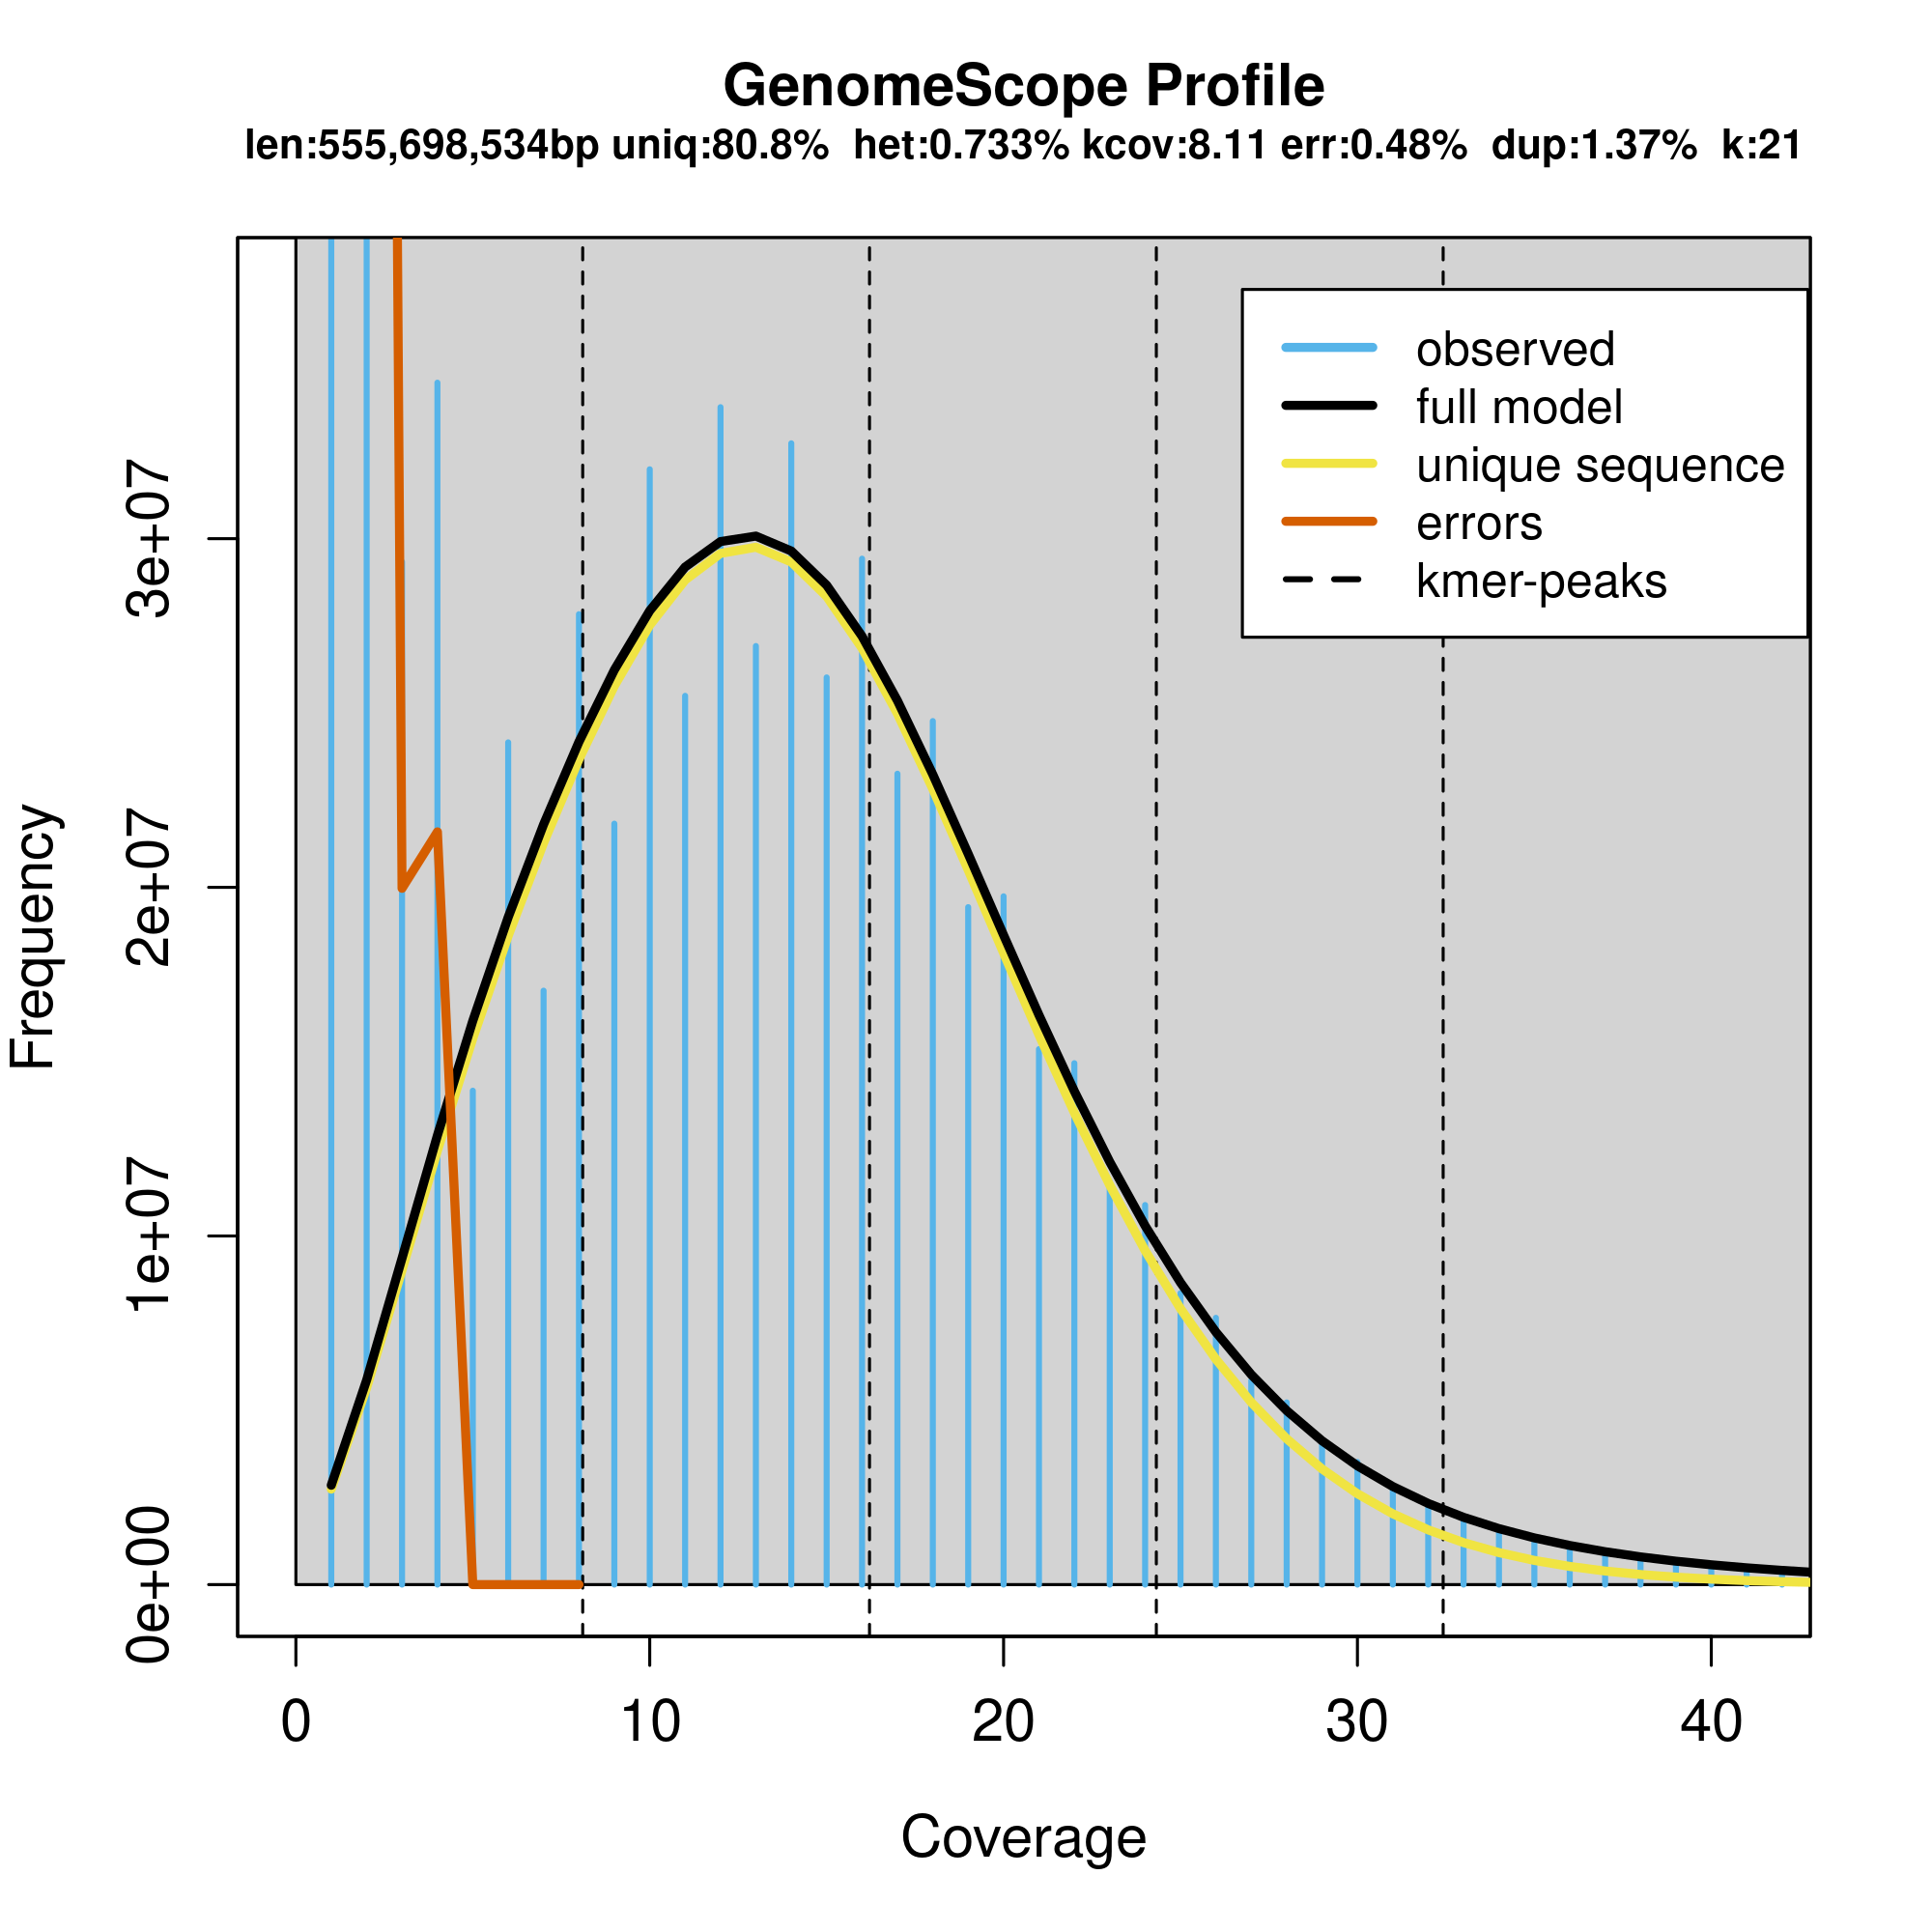 GenomeScope Profile
len:555,698,534bp uniq:80.8% het:0.733% kcov:8.11 err:0.48% dup:1.37% k:21
observed
full model
unique sequence
errors
kmer-peaks
Frequency
3e+07
2e+07
1e+07
0e+00
0 10 20 30 40
Coverage